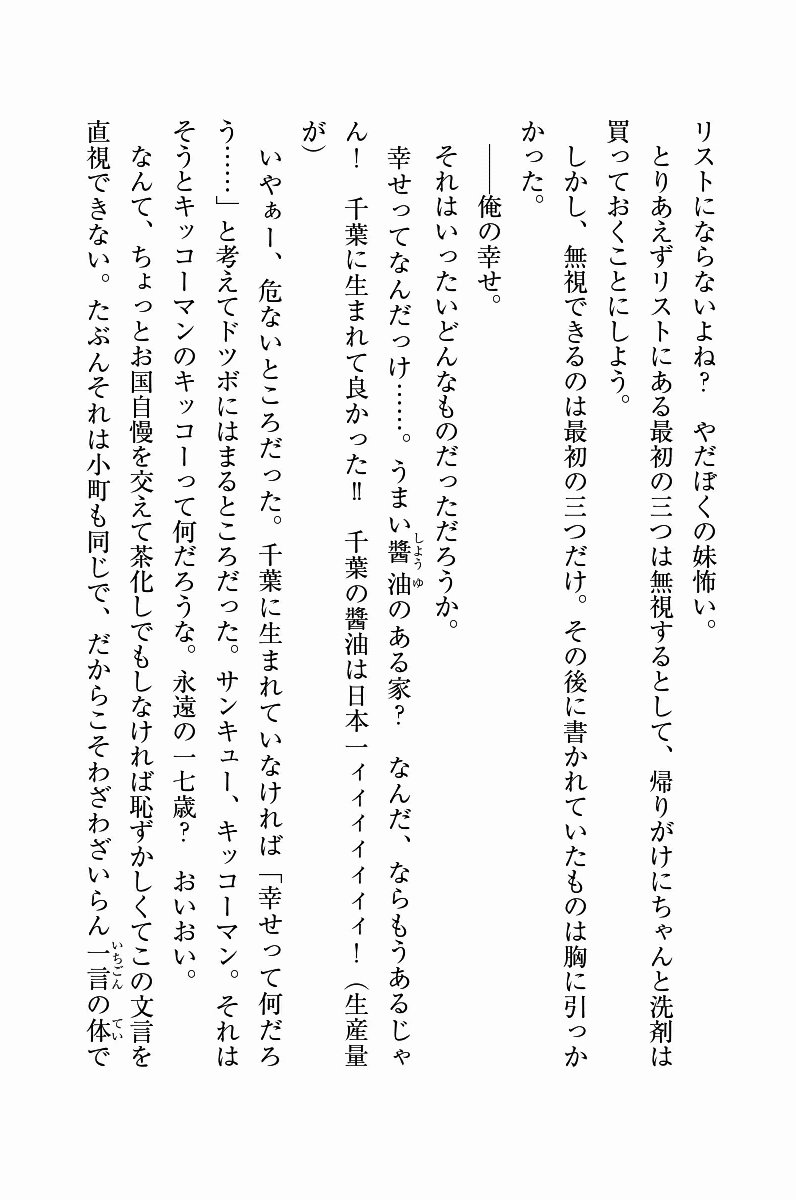 リストにならないよね？　やだぼくの妹怖い。
　とりあえずリストにある最初の三つは無視するとして、帰りがけにちゃんと洗剤は
買っておくことにしよう。
　しかし、無視できるのは最初の三つだけ。その後に書かれていたものは胸に引っか
かった。
　――俺の幸せ。
　それはいったいどんなものだっただろうか。
　幸せってなんだっけ……。うまい醬油のある家？　なんだ、ならもうあるじゃ
しようゆ
ん！　千葉に生まれて良かった‼　千葉の醬油は日本一ィィィィィィ！（生産量
が）
　いやぁー、危ないところだった。千葉に生まれていなければ「幸せって何だろ
う……」と考えてドツボにはまるところだった。サンキュー、キッコーマン。それは
そうとキッコーマンのキッコーって何だろうな。永遠の一七歳？　おいおい。
　なんて、ちょっとお国自慢を交えて茶化しでもしなければ恥ずかしくてこの文言を
直視できない。たぶんそれは小町も同じで、だからこそわざわざいらん一言の体で
いちごん　てい